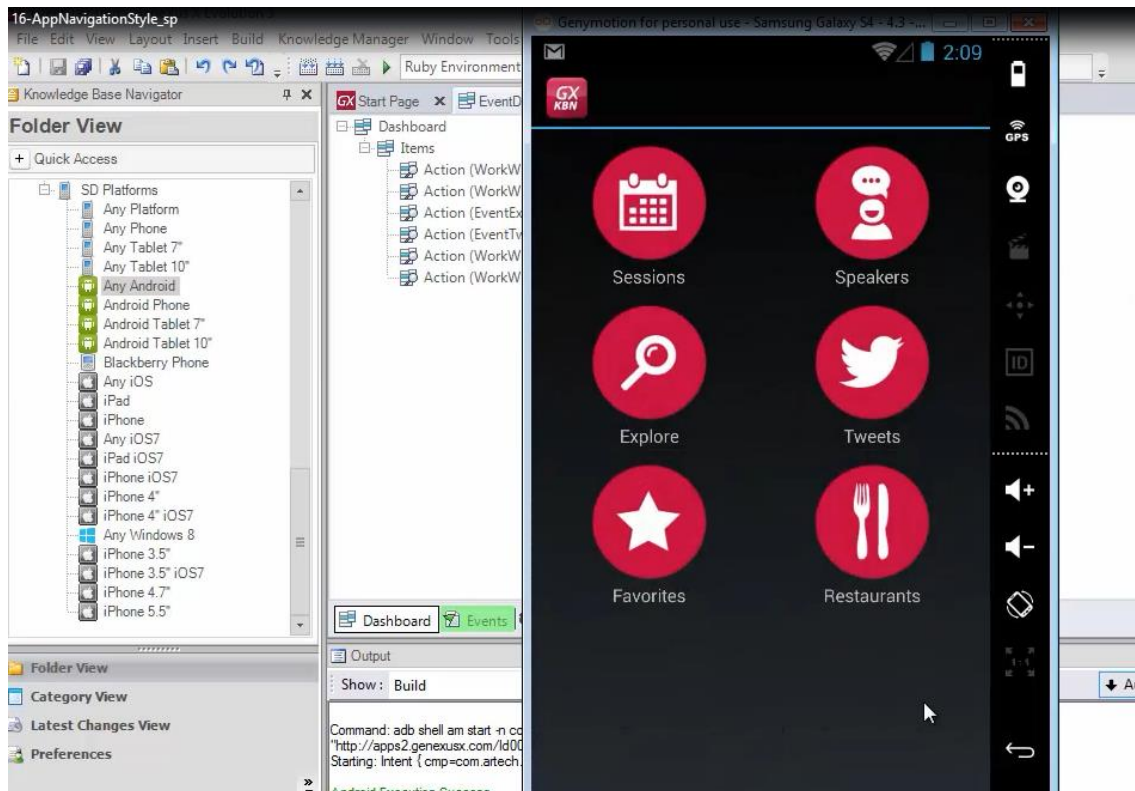 16-AppNavigationStyle_sp
File Edit View Layout Insert Build Knowledge Manager Window Tools
Ruby Environment
Knowledge Base Navigator
Folder View
+ Quick Access
SD Platforms
Any Platform
Any Phone
Any Tablet 7"
Any Tablet 10"
Any Android
Android Phone
Android Tablet 7"
Android Tablet 10"
Blackberry Phone
Any iOS
iPad
iPhone
Any iOS7
iPad iOS7
iPhone iOS7
iPhone 4"
iPhone 4" iOS7
Any Windows 8
iPhone 3.5"
iPhone 3.5" iOS7
iPhone 4.7"
iPhone 5.5"
Folder View
Category View
Latest Changes View
Preferences
GX Start Page
EventD
Dashboard
Items
Action (WorkW
Action (WorkW
Action (EventEx
Action (EventTw
Action (WorkW
Action (WorkW
Dashboard
Events
Output
Show: Build
Command: adb shell am start -n co
"http://apps2.genexusx.com/Id00
Starting: Intent { cmp=com.artech.
Android Execution Success
Genymotion for personal use - Samsung Galaxy S4 - 4.3 -...
2:09
GX
KBN
Sessions
Speakers
Explore
Tweets
Favorites
Restaurants
GPS
ID
1:1